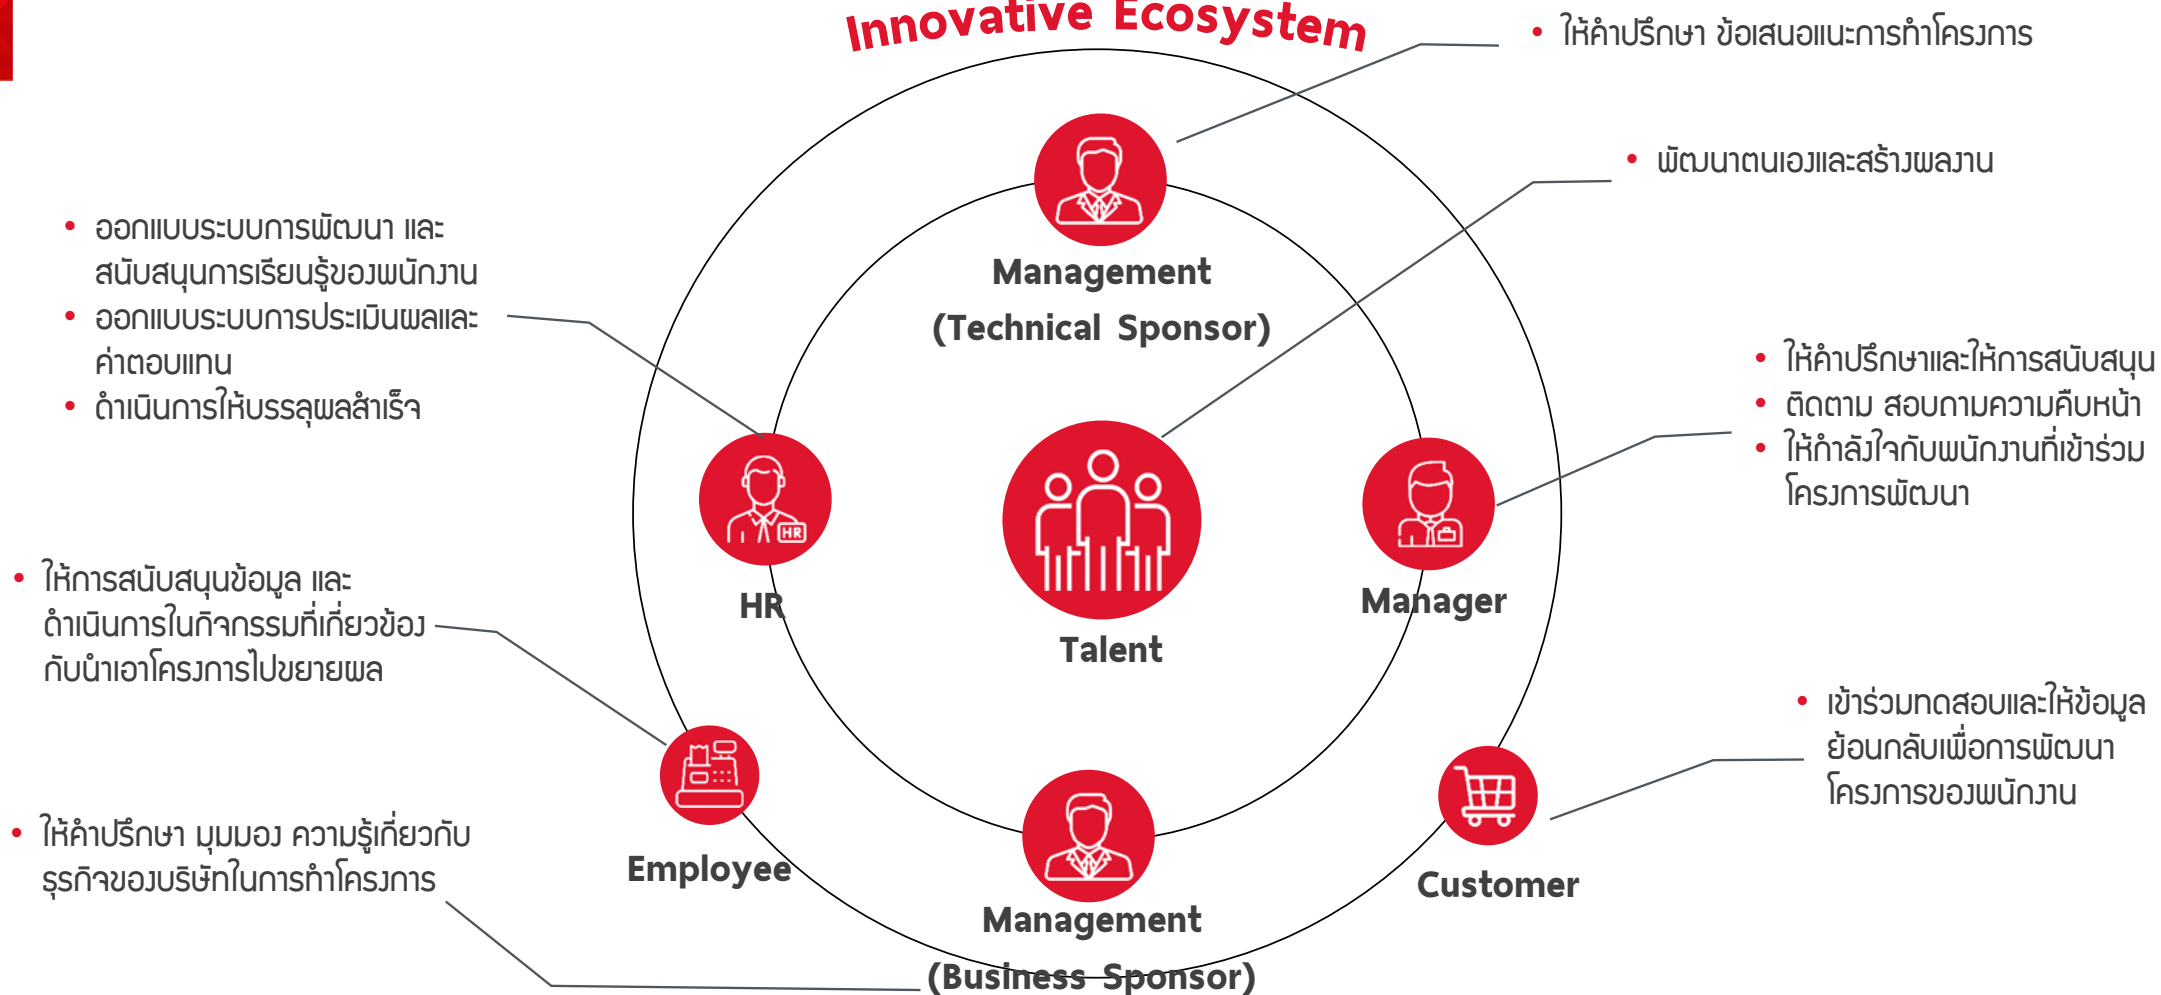 Innovative Ecosystem
• ให้คำปรึกษา ข้อเสนอแนะการทำโครงการ
• พัฒนาตนเองและสร้างผลงาน
• ออกแบบระบบการพัฒนา และ
สนับสนุนการเรียนรู้ของพนักงาน
• ออกแบบระบบการประเมินผลและ
ค่าตอบแทน
• ดำเนินการให้บรรลุผลสำเร็จ
Management
(Technical Sponsor)
• ให้คำปรึกษาและให้การสนับสนุน
• ติดตาม สอบถามความคืบหน้า
• ให้กำลังใจกับพนักงานที่เข้าร่วม
โครงการพัฒนา
HR
HR
Talent
Manager
• ให้การสนับสนุนข้อมูล และ
ดำเนินการในกิจกรรมที่เกี่ยวข้อง
กับนำเอาโครงการไปขยายผล
• เข้าร่วมทดสอบและให้ข้อมูล
ย้อนกลับเพื่อการพัฒนา
โครงการของพนักงาน
• ให้คำปรึกษา มุมมอง ความรู้เกี่ยวกับ
ธุรกิจของบริษัทในการทำโครงการ
Employee
Customer
Management
(Business Sponsor)